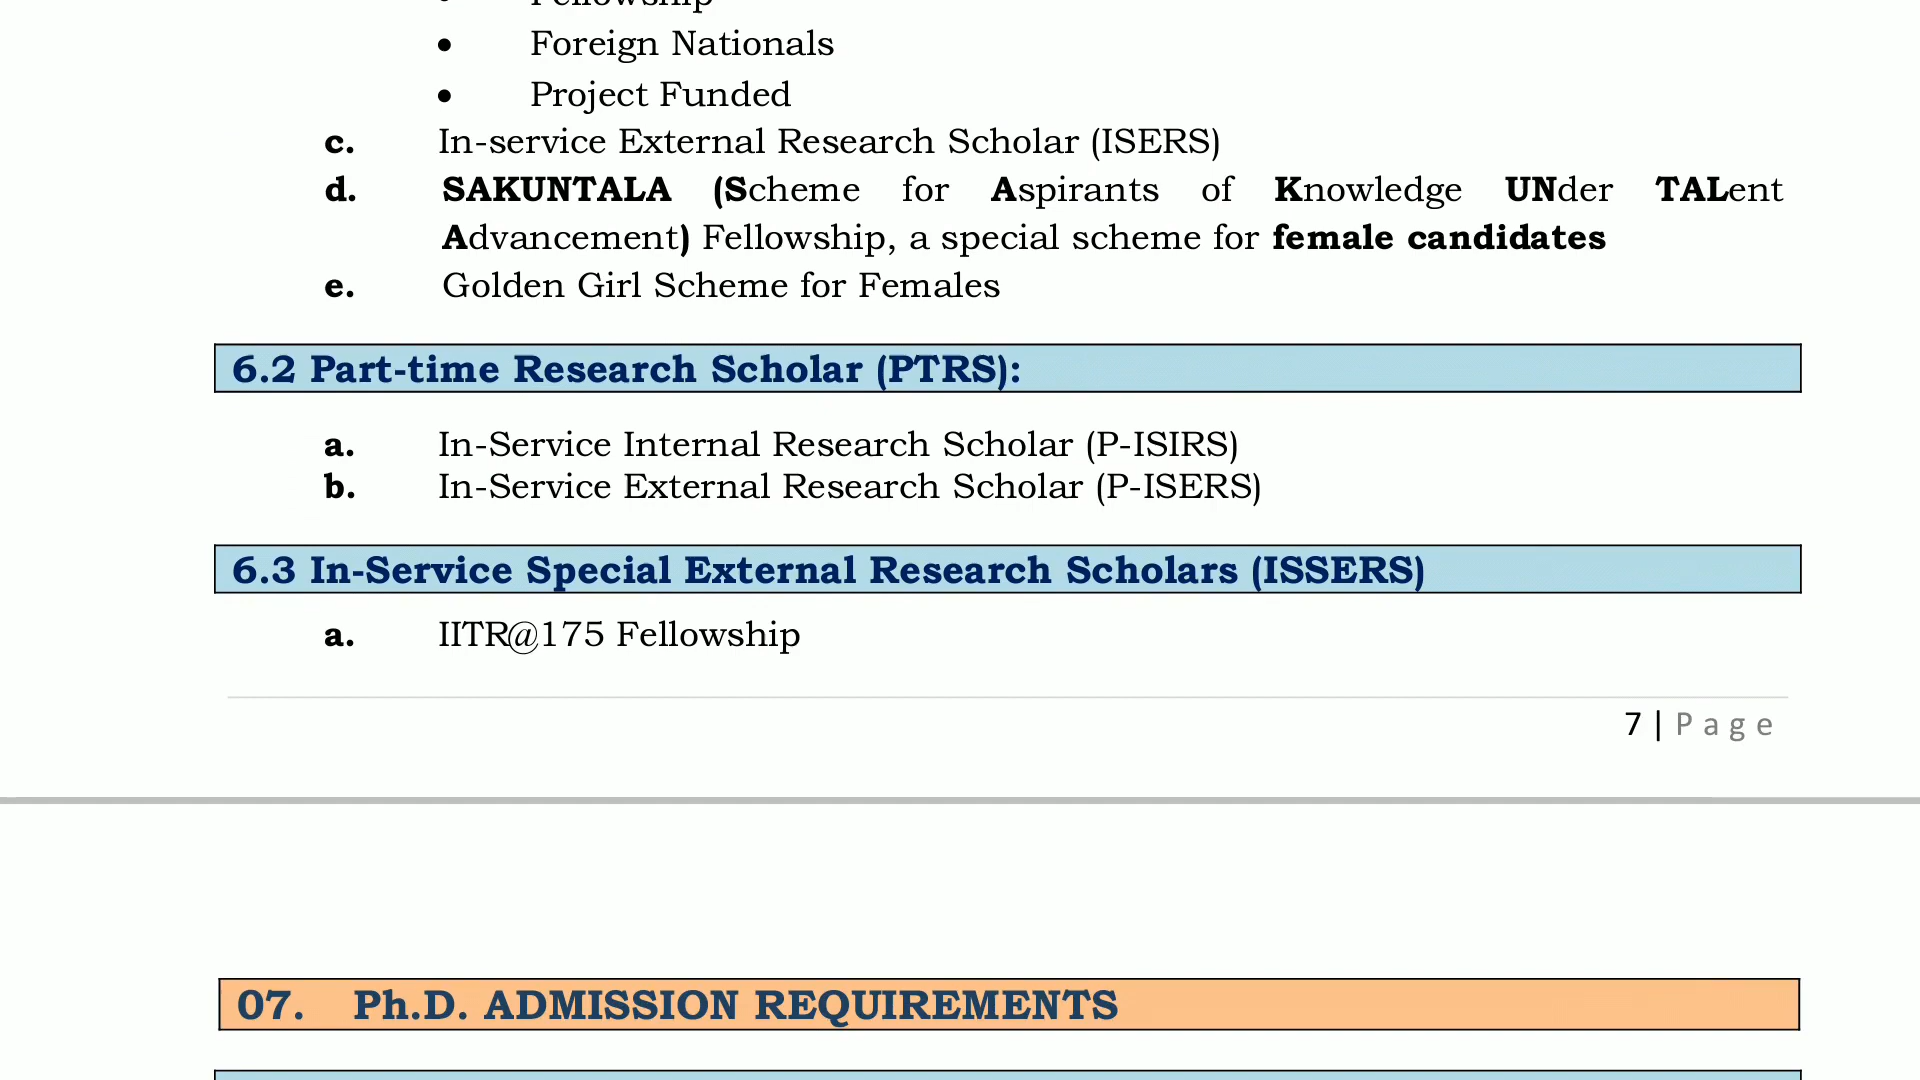 Fellowship
• Foreign Nationals
• Project Funded
c. In-service External Research Scholar (ISERS)
d. SAKUNTALA (Scheme for Aspirants of Knowledge UNder TALent
Advancement) Fellowship, a special scheme for female candidates
e. Golden Girl Scheme for Females
6.2 Part-time Research Scholar (PTRS):
a. In-Service Internal Research Scholar (P-ISIRS)
b. In-Service External Research Scholar (P-ISERS)
6.3 In-Service Special External Research Scholars (ISSERS)
a. IITR@175 Fellowship
7 | Page
07. Ph.D. ADMISSION REQUIREMENTS